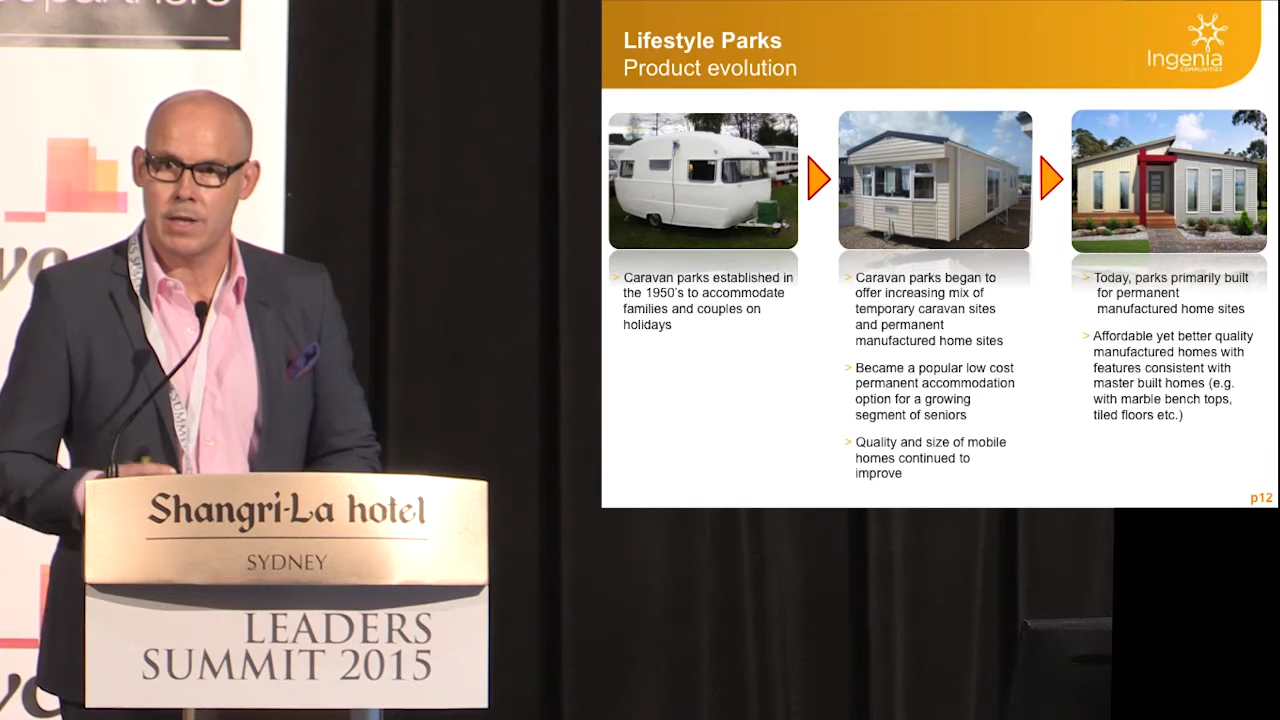 Lifestyle Parks
Product evolution
Ingenia
COMMUNITIES
> Caravan parks established in
the 1950's to accommodate
families and couples on
holidays
> Caravan parks began to
offer increasing mix of
temporary caravan sites
and permanent
manufactured home sites
> Became a popular low cost
permanent accommodation
option for a growing
segment of seniors
> Quality and size of mobile
homes continued to
improve
> Today, parks primarily built
for permanent
manufactured home sites
> Affordable yet better quality
manufactured homes with
features consistent with
master built homes (e.g.
with marble bench tops,
tiled floors etc.)
p12
SUMMIT
Shangri-La hotel
SYDNEY
LEADERS
SUMMIT 2015